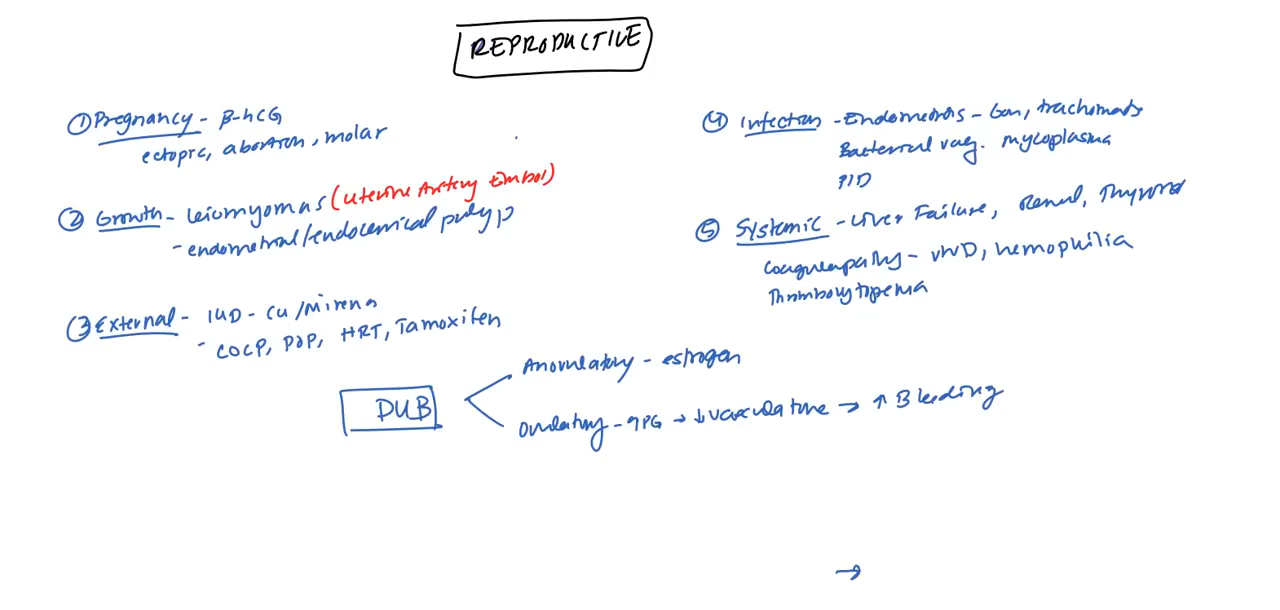 REPRODUCTIVE
① Pregnancy - β-hCG
ectopic, abortion, molar
② Growth - Leiomyomas (Uterine Artery Embol)
- endometrial/endocervical polyp
③ External - IUD - Cu/Mirena
- COCP, POP, HRT, Tamoxifen
④ Infection - Endometritis - Gon, trachomatis
Bacterial vag. mycoplasma
PID
⑤ Systemic - Liver Failure, Renal, Thyroid
Coagulopathy - vWD, hemophilia
Thrombocytopenia
DUB
Anovulatory - estrogen
Ovulatory - ↑PG → ↓vasculature → ↑ Bleeding
→